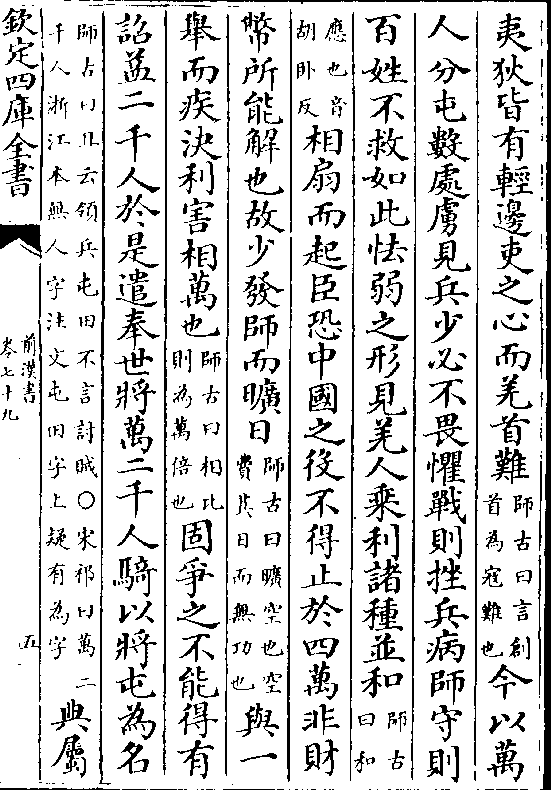 夷狄皆有輕邊吏之心而羌首難師古曰言創首為寇難也今以萬
人分屯數處虜見兵少必不畏懼戰則挫兵病師守則
百姓不救如此怯弱之形見羌人乗利諸種並和師古曰和
應也音胡卧反相扇而起臣恐中國之役不得止於四萬非財
幣所能解也故少發師而曠日師古曰曠空也空費其日而無功也與一
舉而疾決利害相萬也師古曰相比則為萬倍也固爭之不能得有
詔益二千人於是遣奉世將萬二千人騎以將屯為名
師古曰且云領兵屯田不言討賊○宋祁曰萬二千人浙江本無人字注文屯田字上疑有為字典屬
欽定四庫全書
前漢書
卷七十九
五